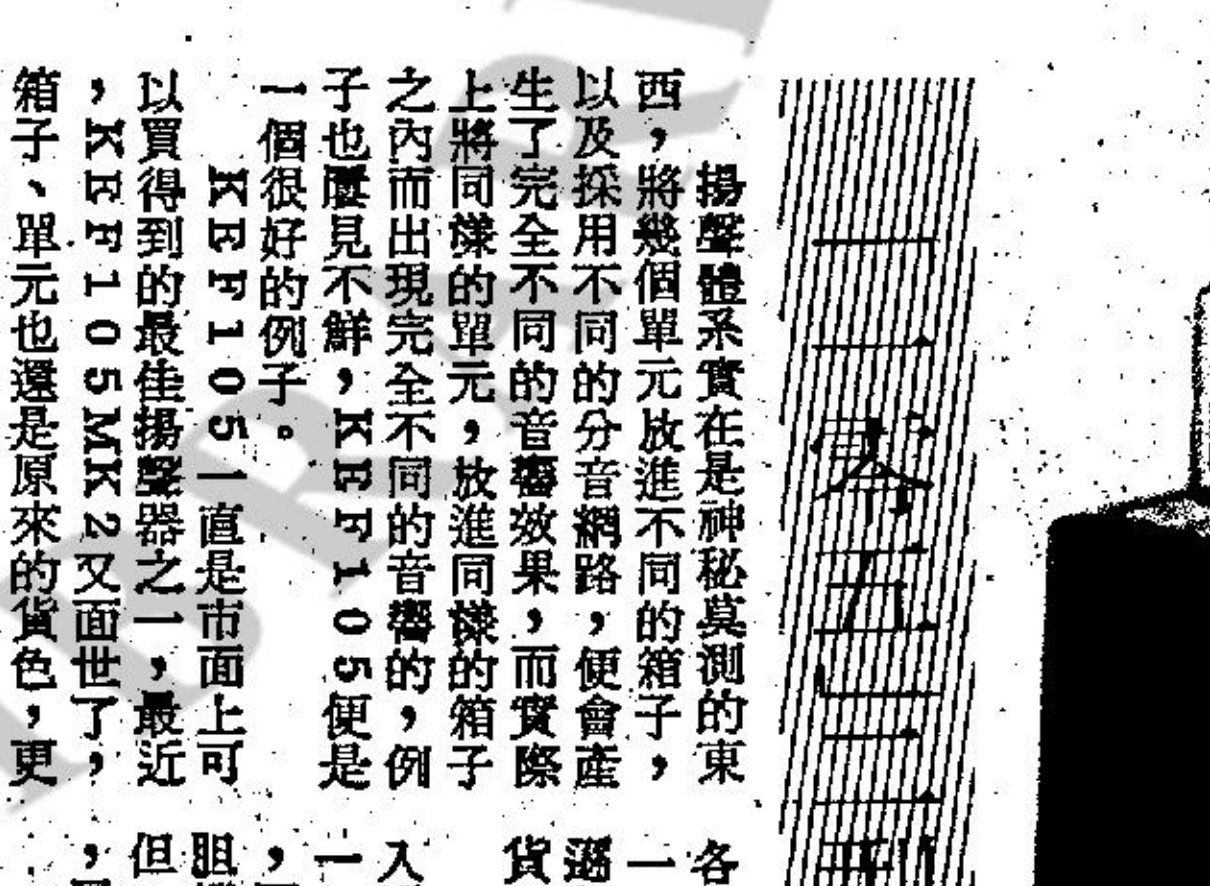 揚聲體系實在是神秘莫測的東
西，將幾個單元放進不同的箱子，
以及採用不同的分音網路，便會產
生了完全不同的音響效果，而實際
上將同樣的單元，放進同樣的箱子
之內而出現完全不同的音響的，例
子也屢見不鮮，KEF105便是
一個很好的例子。
KEF105一直是市面上可
以買得到的最佳揚聲器之一，最近
，KEF105MK2又面世了，
箱子、單元也還是原來的貨色，更
各
一
貨
入
一
，
但